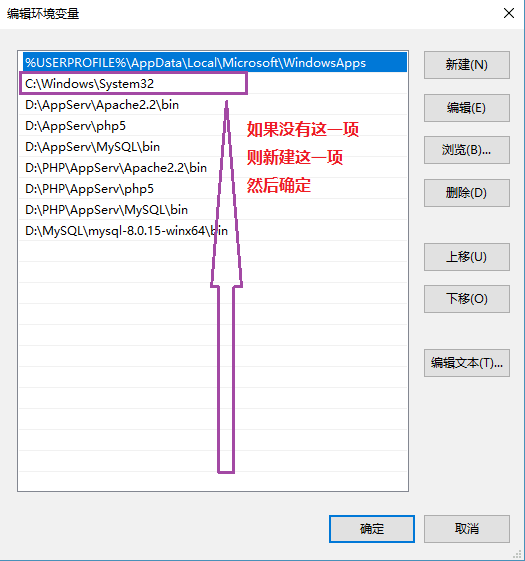 编辑环境变量
%USERPROFILE%\AppData\Local\Microsoft\WindowsApps
C:\Windows\System32
D:\AppServ\Apache2.2\bin
D:\AppServ\php5
D:\AppServ\MySQL\bin
D:\PHP\AppServ\Apache2.2\bin
D:\PHP\AppServ\php5
D:\PHP\AppServ\MySQL\bin
D:\MySQL\mysql-8.0.15-winx64\bin
如果没有这一项
则新建这一项
然后确定
新建(N)
编辑(E)
浏览(B)...
删除(D)
上移(U)
下移(O)
编辑文本(T)...
确定
取消